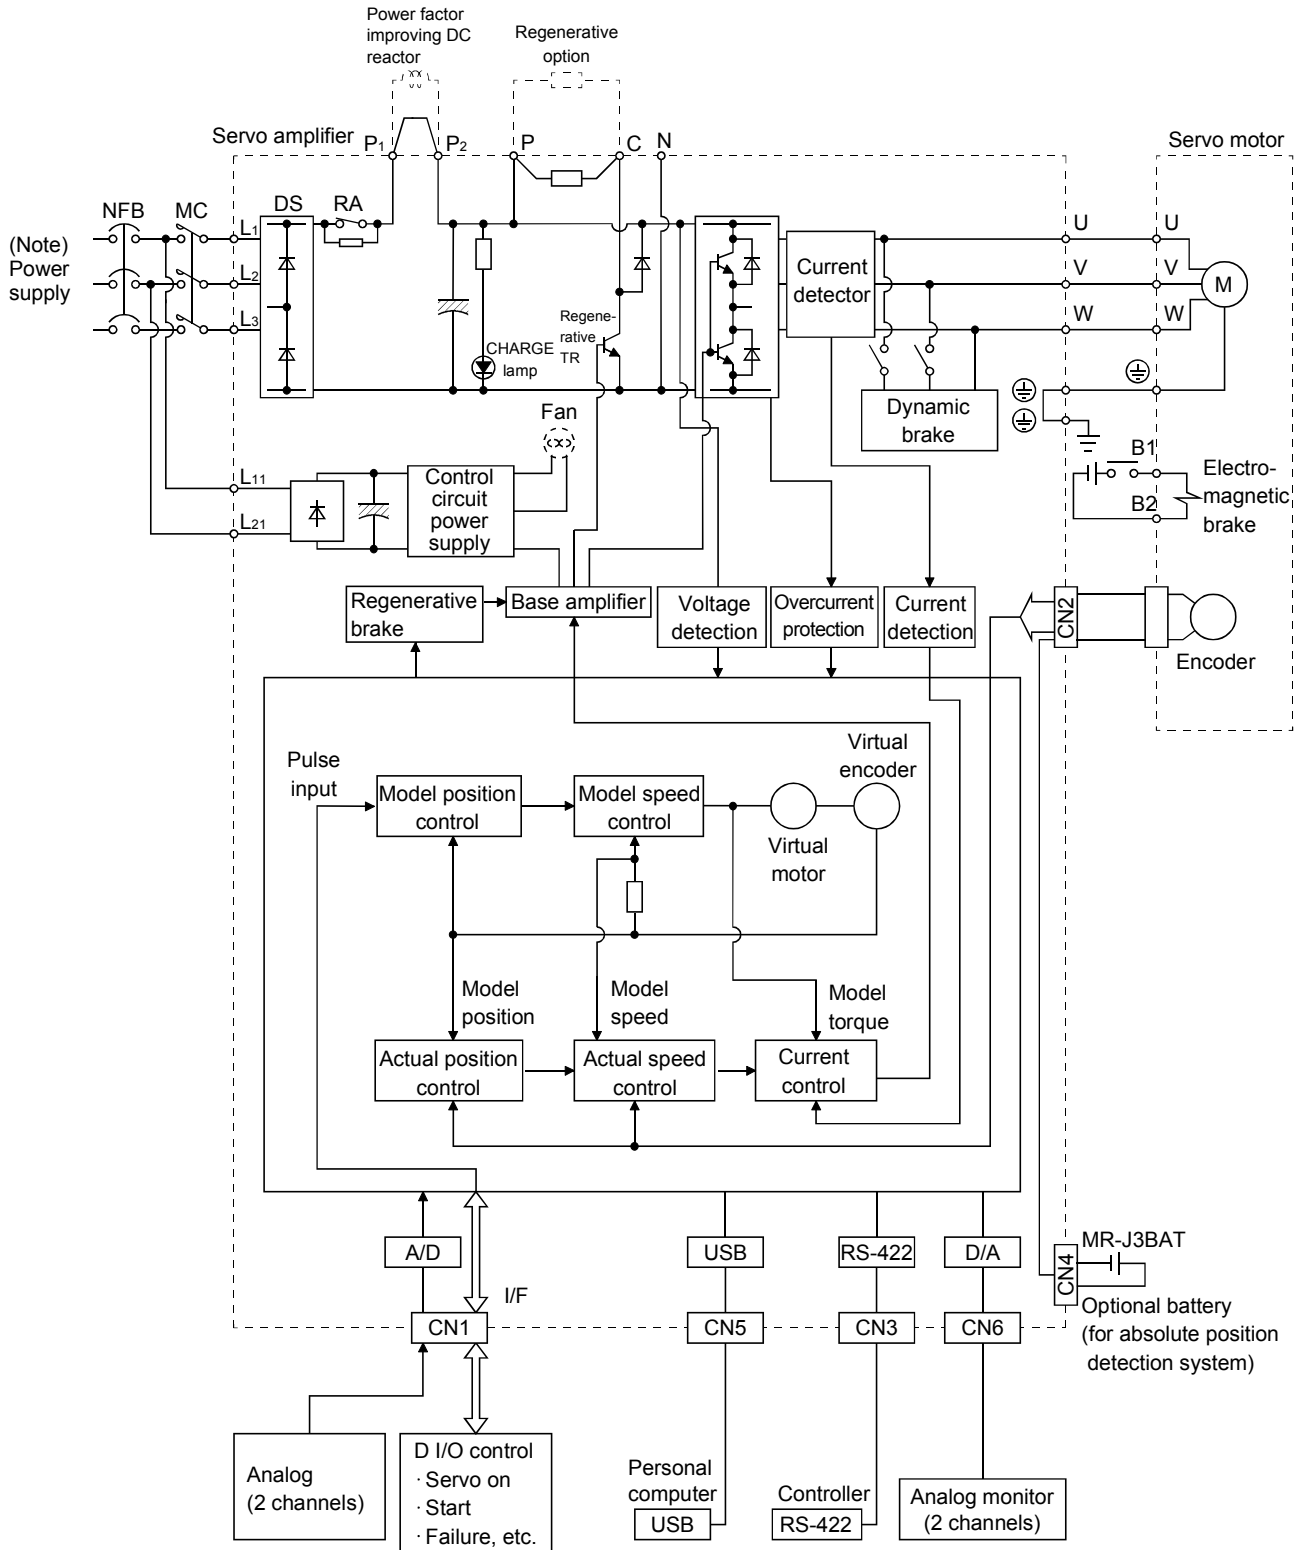 Power factor
improving DC
reactor
Regenerative
option
Servo amplifier
P1
P2
P
C
N
Servo motor
NFB
MC
DS
RA
(Note)
Power
supply
L1
L2
L3
Current
detector
U
V
W
U
V
W
M
CHARGE
lamp
Regene-
rative
TR
Dynamic
brake
Fan
L11
L21
Control
circuit
power
supply
B1
B2
Electro-
magnetic
brake
Regenerative
brake
Base amplifier
Voltage
detection
Overcurrent
protection
Current
detection
CN2
Encoder
Pulse
input
Virtual
encoder
Model position
control
Model speed
control
Virtual
motor
Model
position
Model
speed
Model
torque
Actual position
control
Actual speed
control
Current
control
A/D
USB
RS-422
D/A
I/F
CN4
MR-J3BAT
Optional battery
(for absolute position
detection system)
CN1
CN5
CN3
CN6
Analog
(2 channels)
D I/O control
· Servo on
· Start
· Failure, etc.
Personal
computer
USB
Controller
RS-422
Analog monitor
(2 channels)